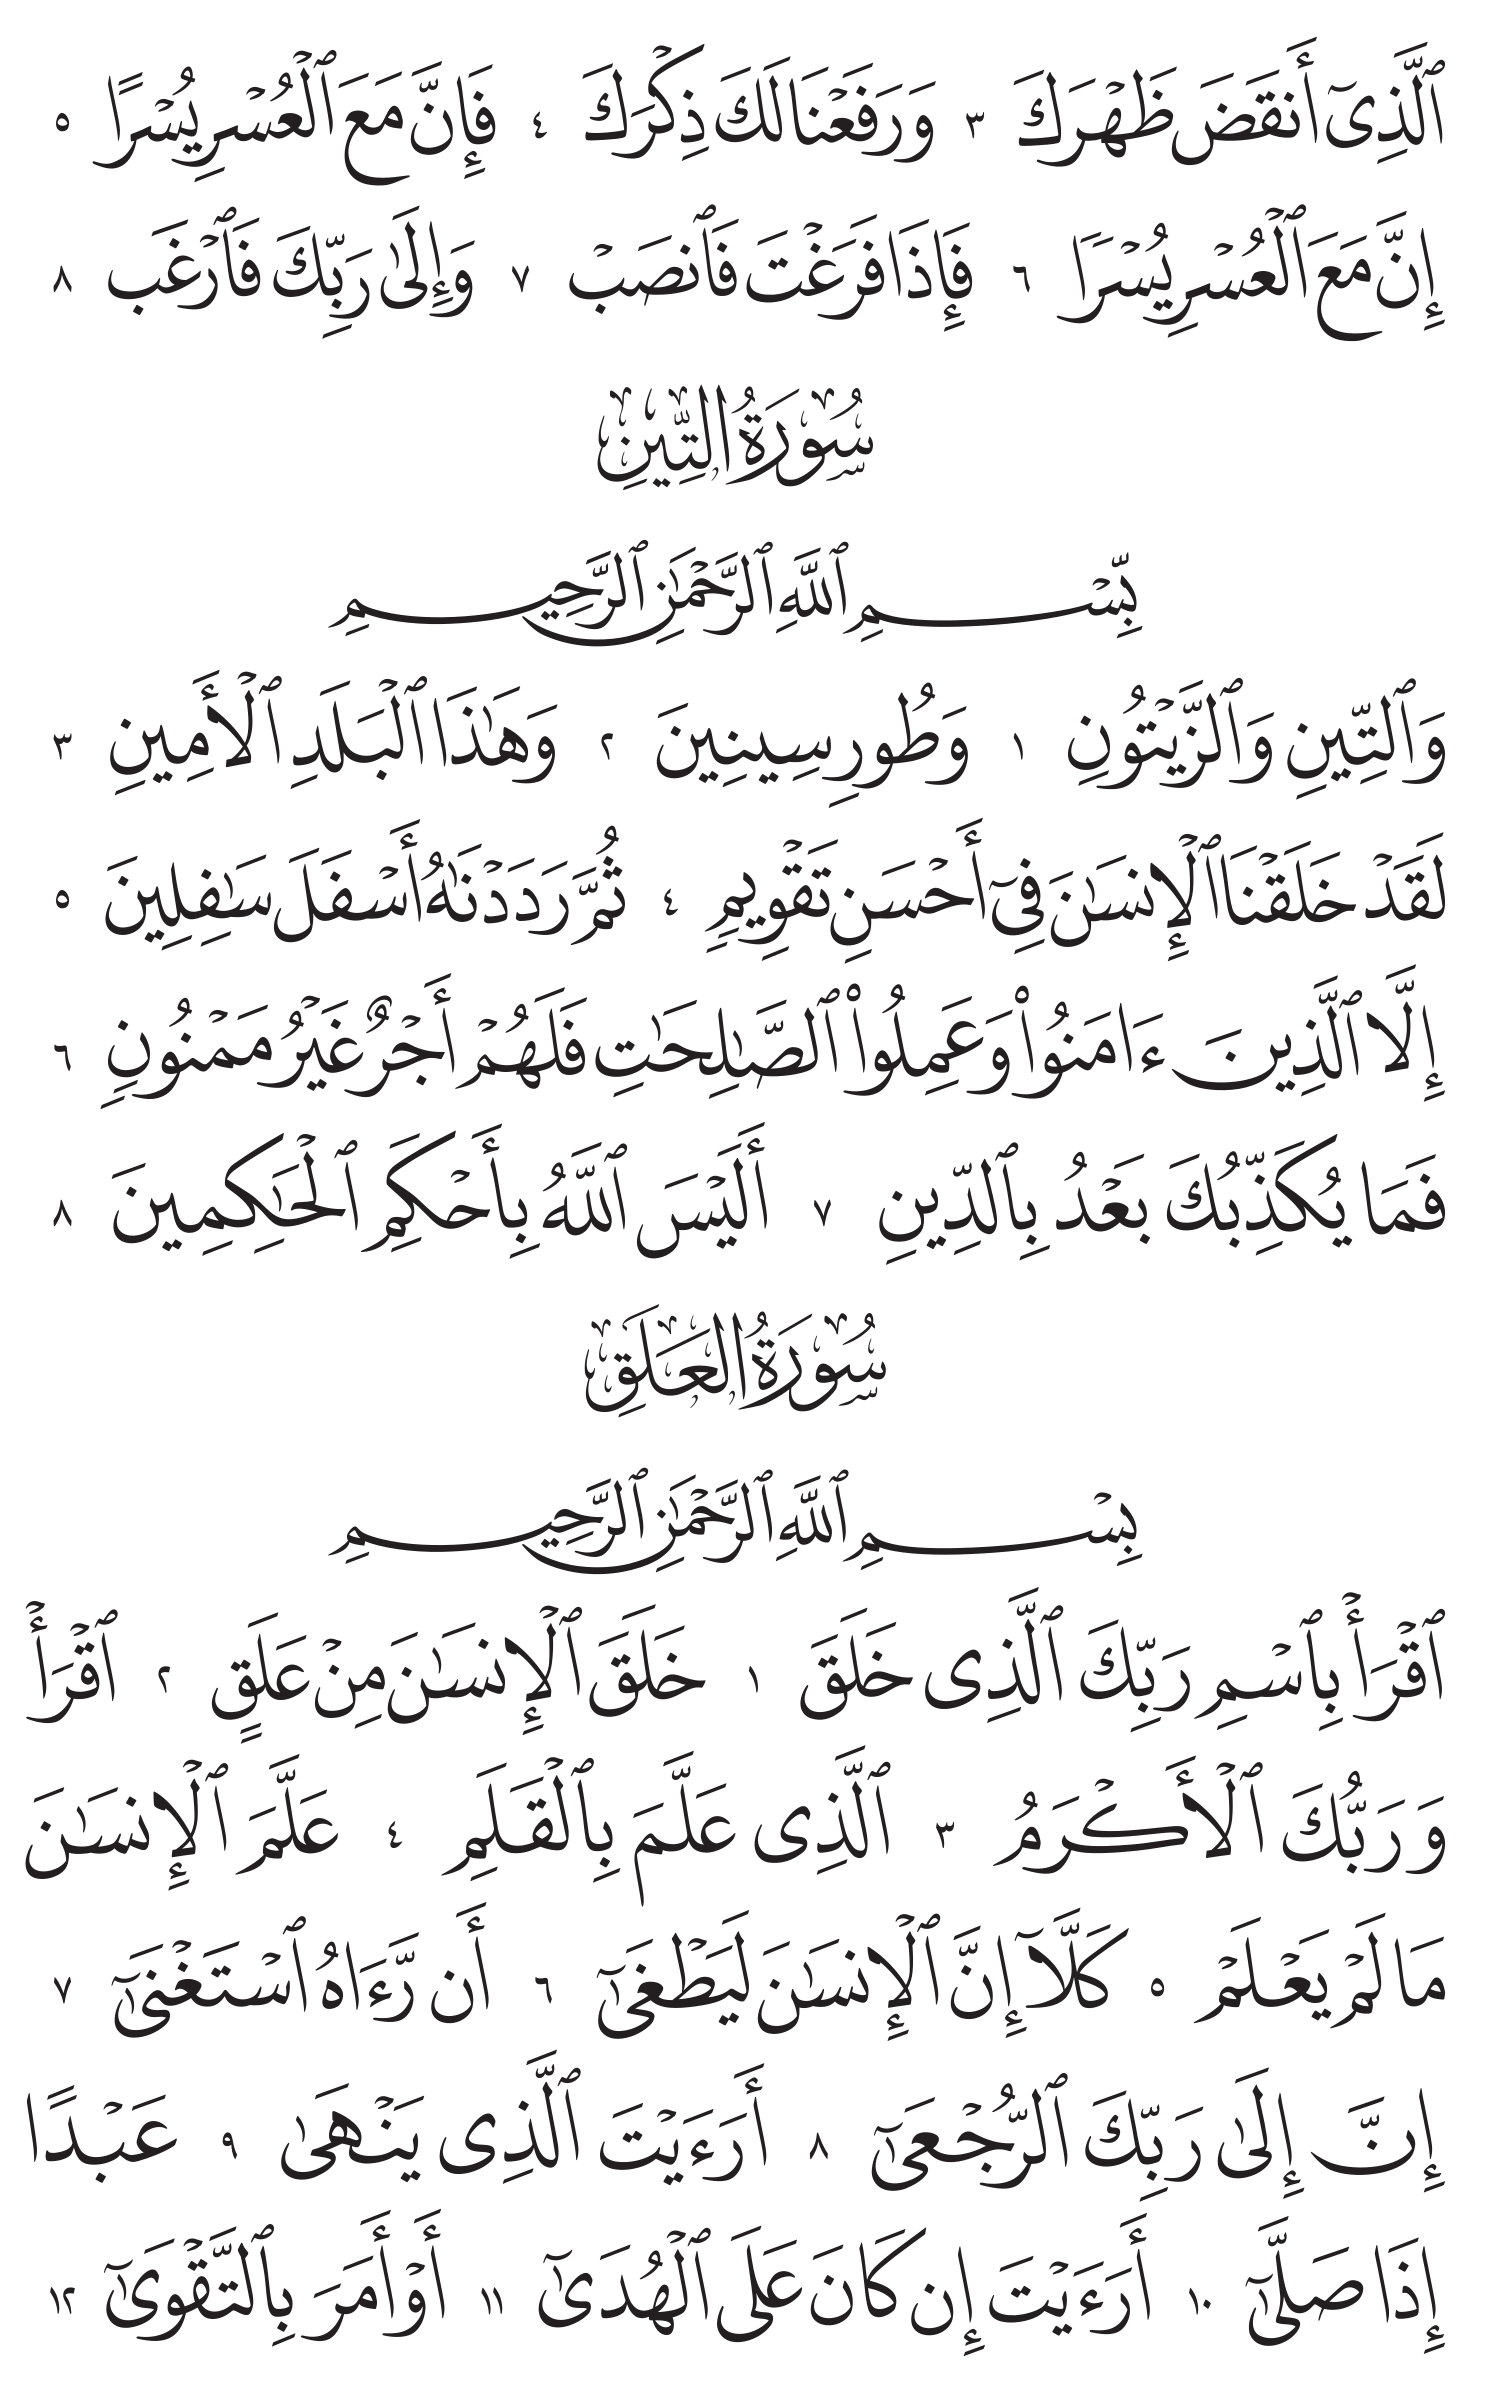 ٱلَّذِىٓ أَنقَضَ ظَهْرَكَ ٣ وَرَفَعْنَا لَكَ ذِكْرَكَ ٤ فَإِنَّ مَعَ ٱلْعُسْرِ يُسْرًا ٥
إِنَّ مَعَ ٱلْعُسْرِ يُسْرًا ٦ فَإِذَا فَرَغْتَ فَٱنصَبْ ٧ وَإِلَىٰ رَبِّكَ فَٱرْغَب ٨
سُورَةُ التِّينِ
بِّسْمِ ٱللَّهِ ٱلرَّحْمَٰنِ ٱلرَّحِيمِ
وَٱلتِّينِ وَٱلزَّيْتُونِ ١ وَطُورِ سِينِينَ ٢ وَهَٰذَا ٱلْبَلَدِ ٱلْأَمِينِ ٣
لَقَدْ خَلَقْنَا ٱلْإِنسَٰنَ فِىٓ أَحْسَنِ تَقْوِيمٍ ٤ ثُمَّ رَدَدْنَٰهُ أَسْفَلَ سَٰفِلِينَ ٥
إِلَّا ٱلَّذِينَ ءَامَنُوا۟ وَعَمِلُوا۟ ٱلصَّٰلِحَٰتِ فَلَهُمْ أَجْرٌ غَيْرُ مَمْنُونٍ ٦
فَمَا يُكَذِّبُكَ بَعْدُ بِٱلدِّينِ ٧ أَلَيْسَ ٱللَّهُ بِأَحْكَمِ ٱلْحَٰكِمِينَ ٨
سُورَةُ العَلَقِ
بِسْمِ ٱللَّهِ ٱلرَّحْمَٰنِ ٱلرَّحِيمِ
ٱقْرَأْ بِٱسْمِ رَبِّكَ ٱلَّذِى خَلَقَ ١ خَلَقَ ٱلْإِنسَٰنَ مِنْ عَلَقٍ ٢ ٱقْرَأْ
وَرَبُّكَ ٱلْأَكْرَمُ ٣ ٱلَّذِى عَلَّمَ بِٱلْقَلَمِ ٤ عَلَّمَ ٱلْإِنسَٰنَ
مَا لَمْ يَعْلَمْ ٥ كَلَّآ إِنَّ ٱلْإِنسَٰنَ لَيَطْغَىٰٓ ٦ أَن رَّءَاهُ ٱسْتَغْنَىٰٓ ٧
إِنَّ إِلَىٰ رَبِّكَ ٱلرُّجْعَىٰٓ ٨ أَرَءَيْتَ ٱلَّذِى يَنْهَىٰ ٩ عَبْدًا
إِذَا صَلَّىٰٓ ١٠ أَرَءَيْتَ إِن كَانَ عَلَى ٱلْهُدَىٰٓ ١١ أَوْ أَمَرَ بِٱلتَّقْوَىٰٓ ١٢